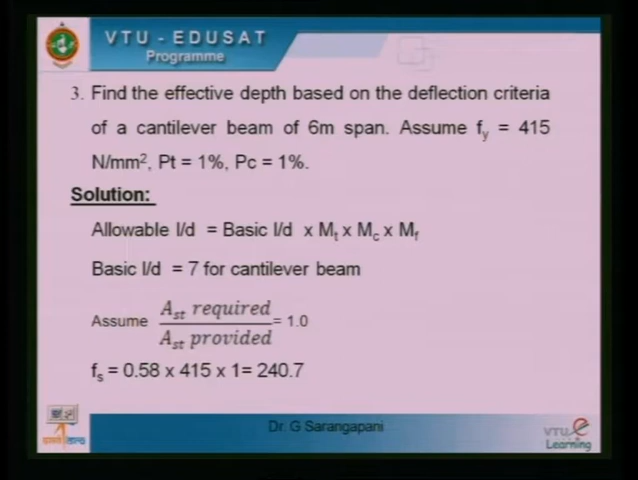 VTU - EDUSAT
Programme
3. Find the effective depth based on the deflection criteria
of a cantilever beam of 6m span. Assume fy = 415
N/mm², Pt = 1%, Pc = 1%.
Solution:
Allowable l/d = Basic l/d x Mt x Mc x Mf
Basic l/d = 7 for cantilever beam
Assume Ast required / Ast provided = 1.0
fs = 0.58 x 415 x 1= 240.7
Dr. G Sarangapani
VTU e
Learning